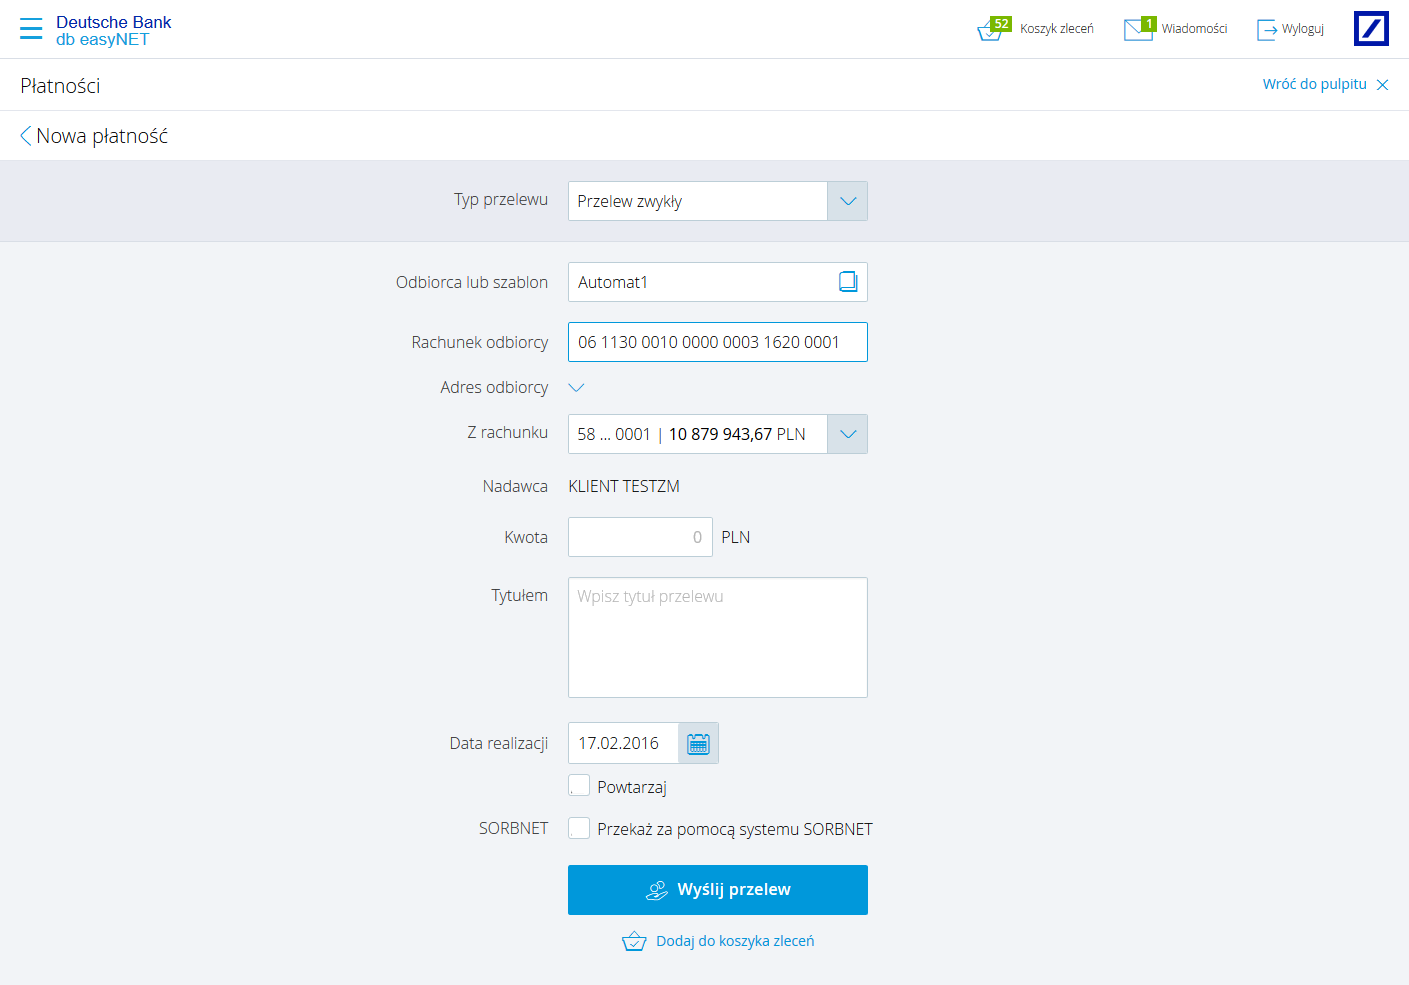 Deutsche Bank
db easyNET
52
Koszyk zleceń
1
Wiadomości
Wyloguj
Płatności
Wróć do pulpitu
Nowa płatność
Typ przelewu
Przelew zwykły
Odbiorca lub szablon
Automat1
Rachunek odbiorcy
06 1130 0010 0000 0003 1620 0001
Adres odbiorcy
Z rachunku
58 ... 0001 | 10 879 943,67 PLN
Nadawca
KLIENT TESTZM
Kwota
0
PLN
Tytułem
Wpisz tytuł przelewu
Data realizacji
17.02.2016
Powtarzaj
SORBNET
Przekaż za pomocą systemu SORBNET
Wyślij przelew
Dodaj do koszyka zleceń